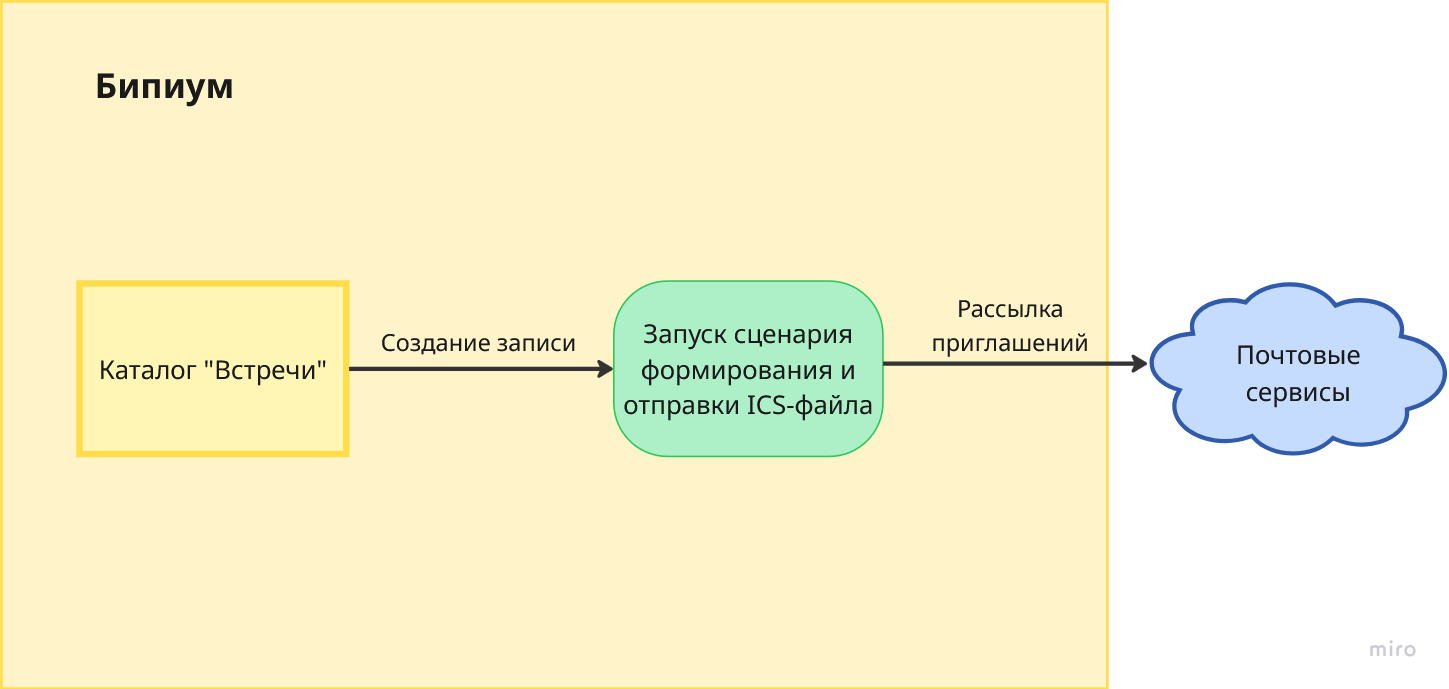 Бипиум
Каталог "Встречи"
Создание записи
Запуск сценария
формирования и
отправки ICS-файла
Рассылка
приглашений
Почтовые
сервисы
miro